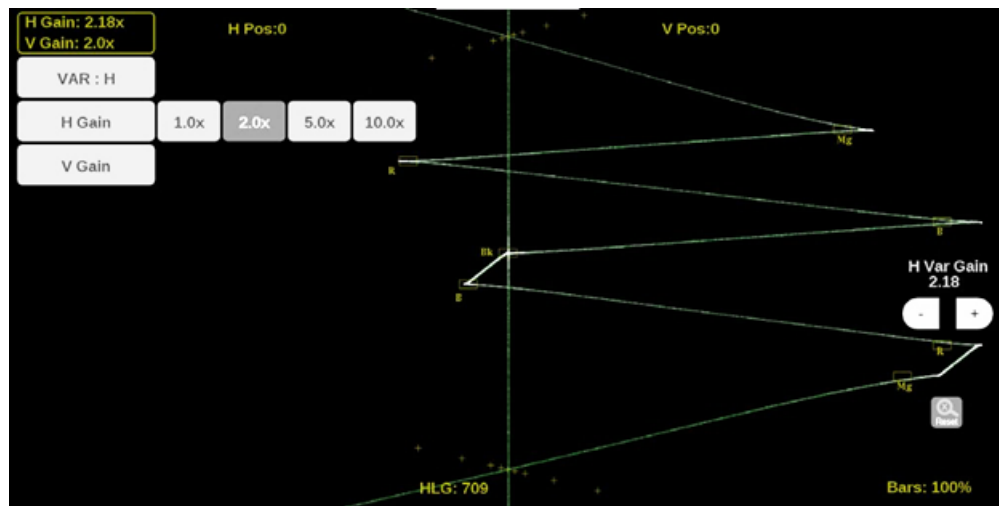 H Gain: 2.18x
V Gain: 2.0x
H Pos:0
V Pos:0
VAR : H
H Gain
1.0x
2.0x
5.0x
10.0x
V Gain
Mg
R
B
Bk
H Var Gain
2.18
-
+
B
R
Mg
Reset
HLG: 709
Bars: 100%